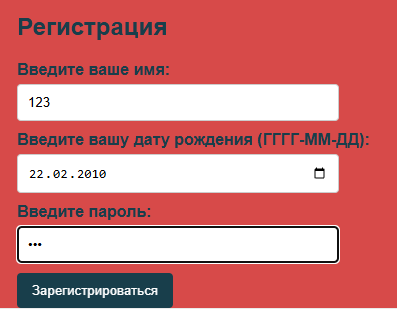 Регистрация
Введите ваше имя:
123
Введите вашу дату рождения (ГГГГ-ММ-ДД):
22.02.2010
Введите пароль:
•••
Зарегистрироваться